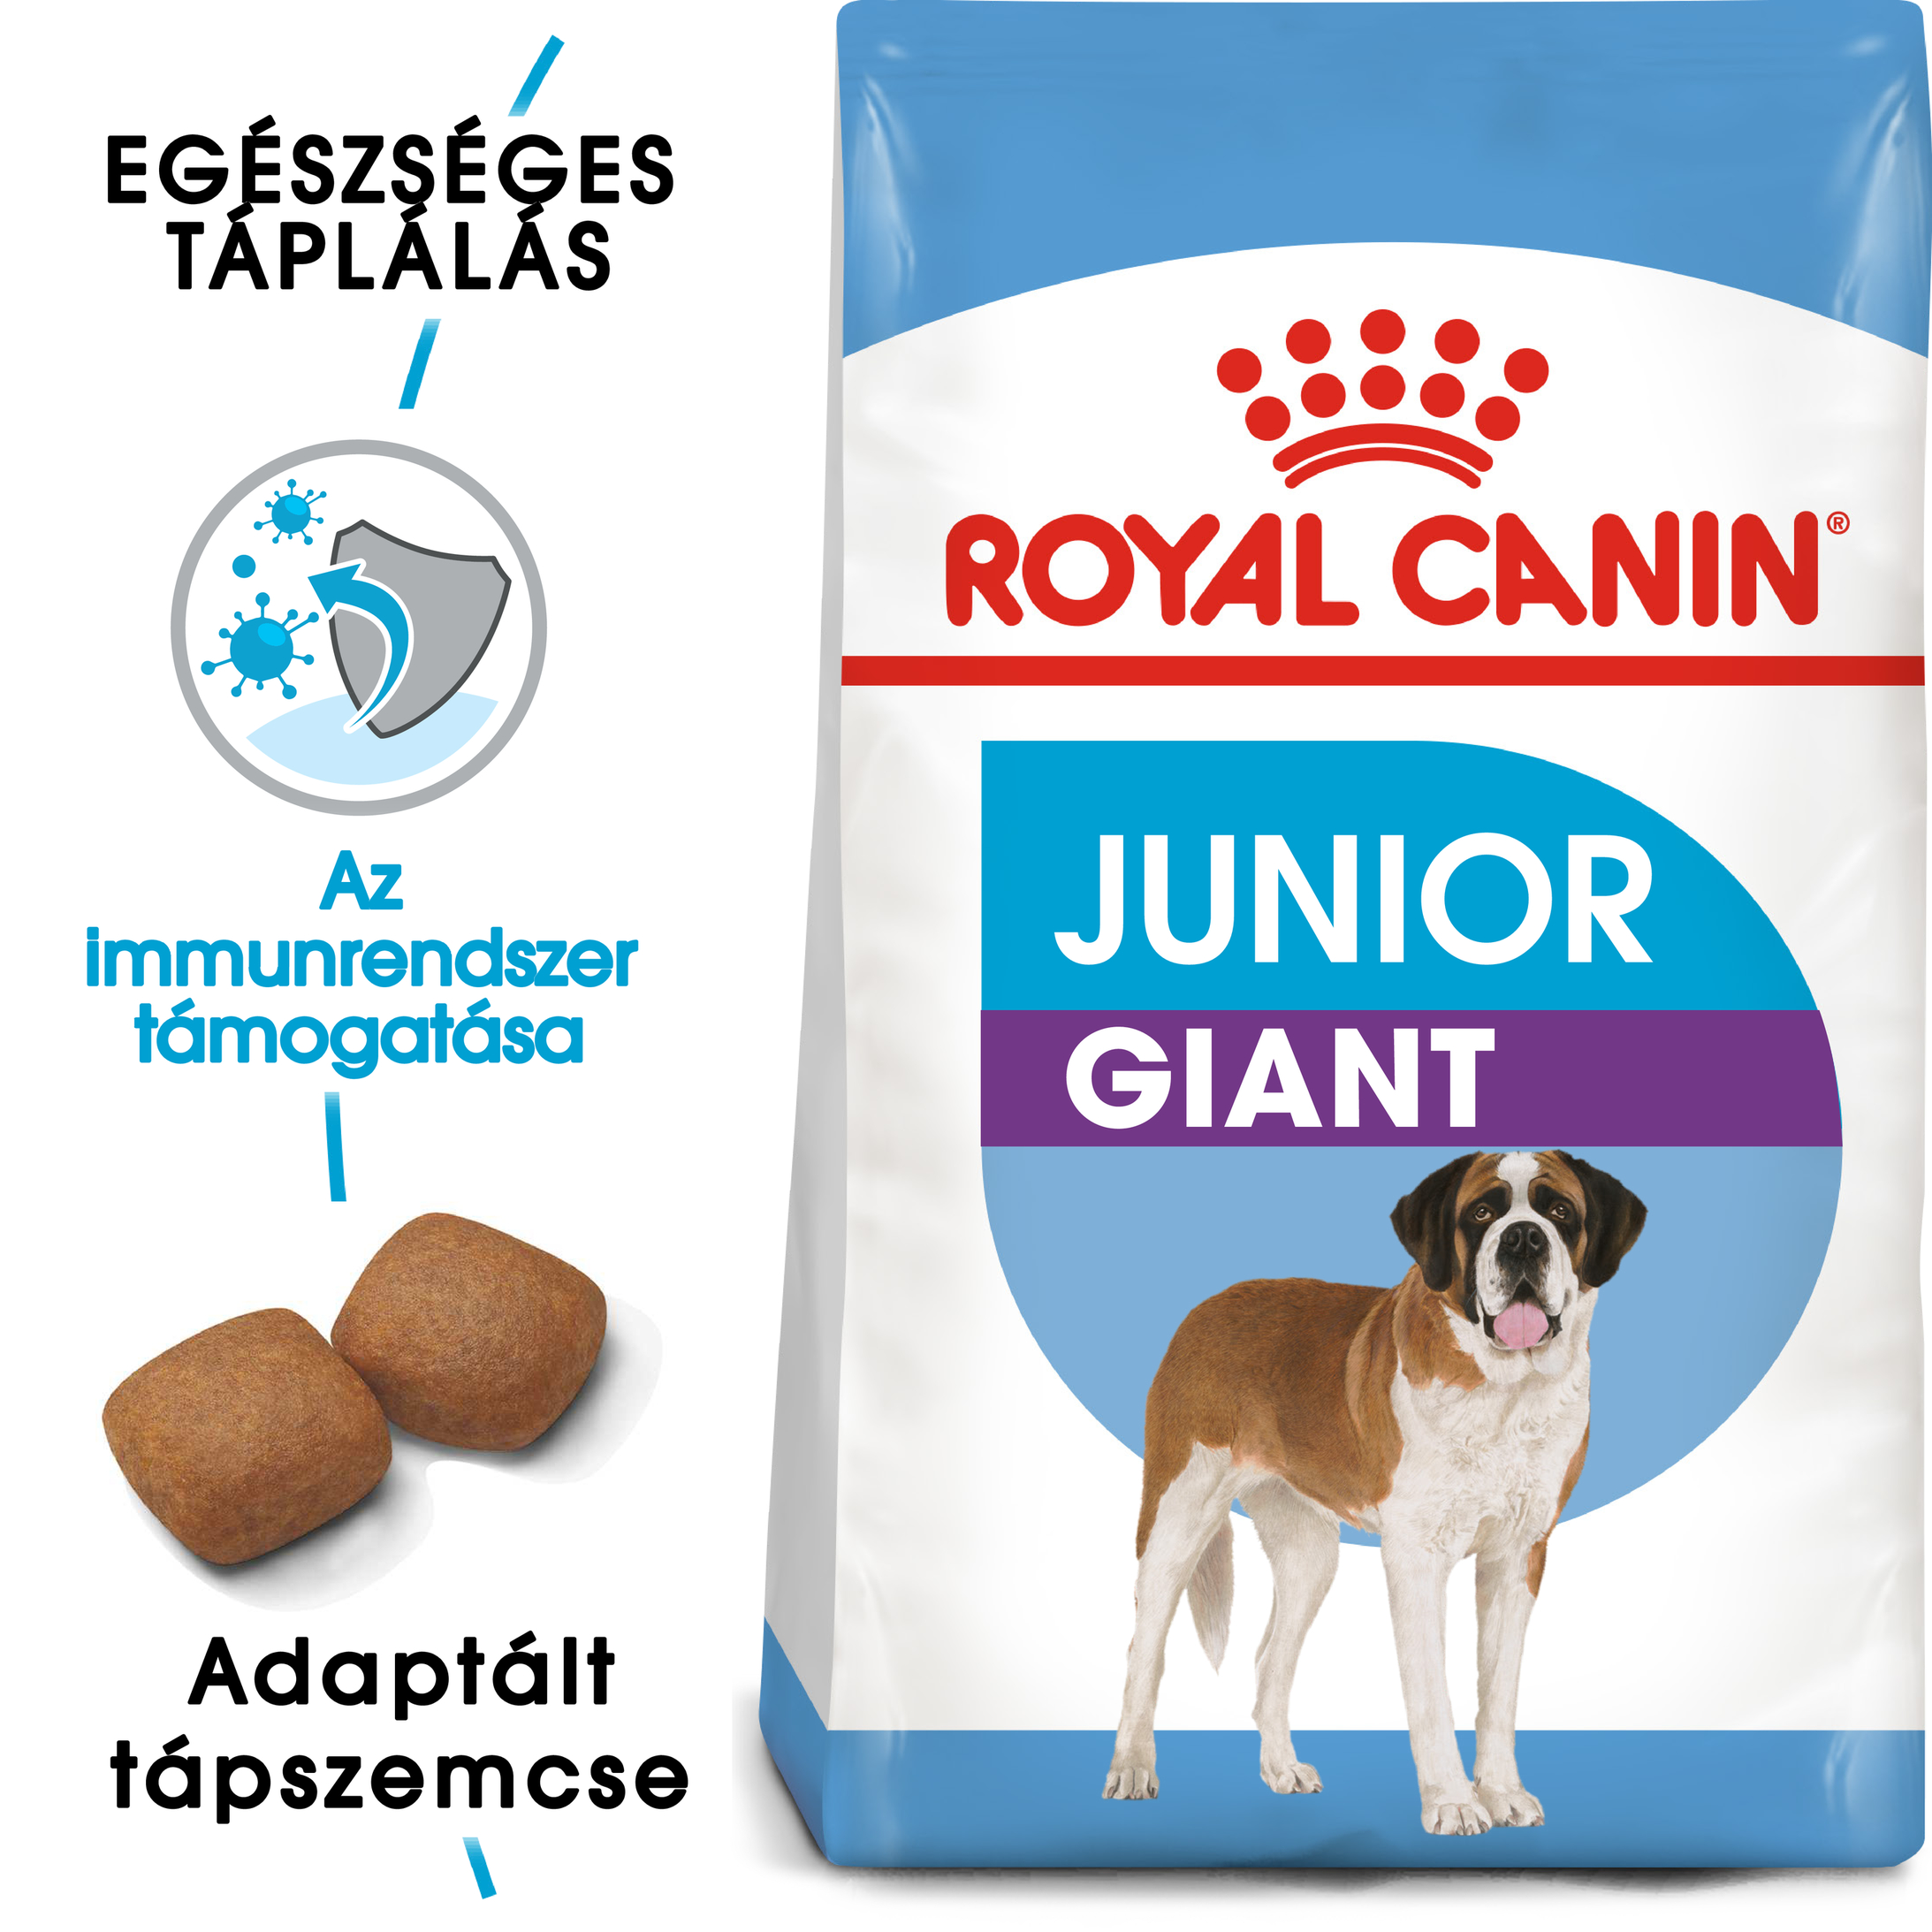 EGÉSZSÉGES
TÁPLÁLÁS
Az
immunrendszer
támogatása
Adaptált
tápszemcse
ROYAL CANIN®
JUNIOR
GIANT